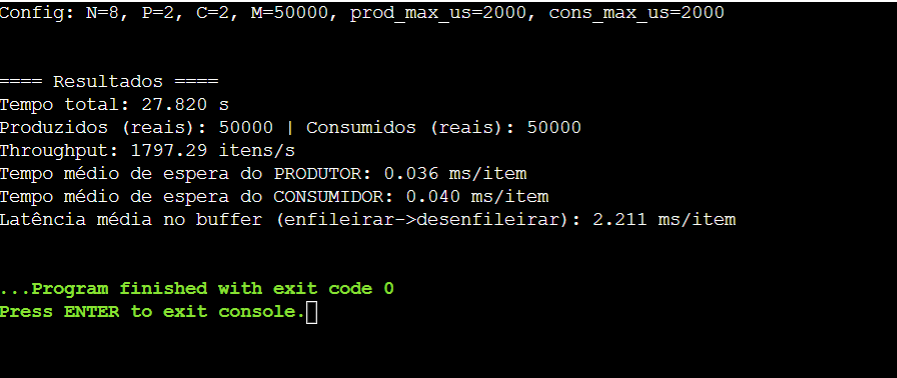 Config: N=8, P=2, C=2, M=50000, prod_max_us=2000, cons_max_us=2000
==== Resultados ====
Tempo total: 27.820 s
Produzidos (reais): 50000 | Consumidos (reais): 50000
Throughput: 1797.29 itens/s
Tempo médio de espera do PRODUTOR: 0.036 ms/item
Tempo médio de espera do CONSUMIDOR: 0.040 ms/item
Latência média no buffer (enfileirar->desenfileirar): 2.211 ms/item
...Program finished with exit code 0
Press ENTER to exit console.